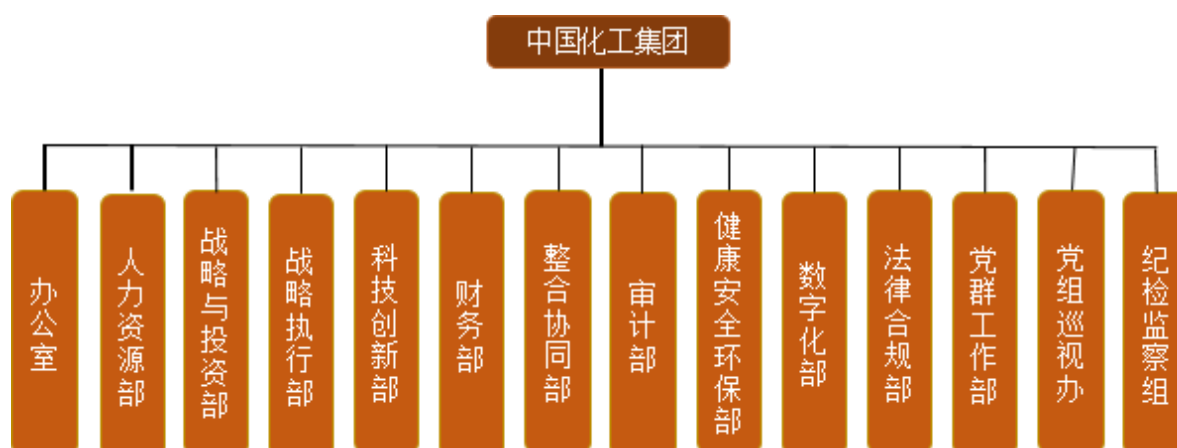 中国化工集团
办公室
人力资源部
战略与投资部
战略执行部
科技创新部
财务部
整合协同部
审计部
健康安全环保部
数字化部
法律合规部
党群工作部
党组巡视办
纪检监察组